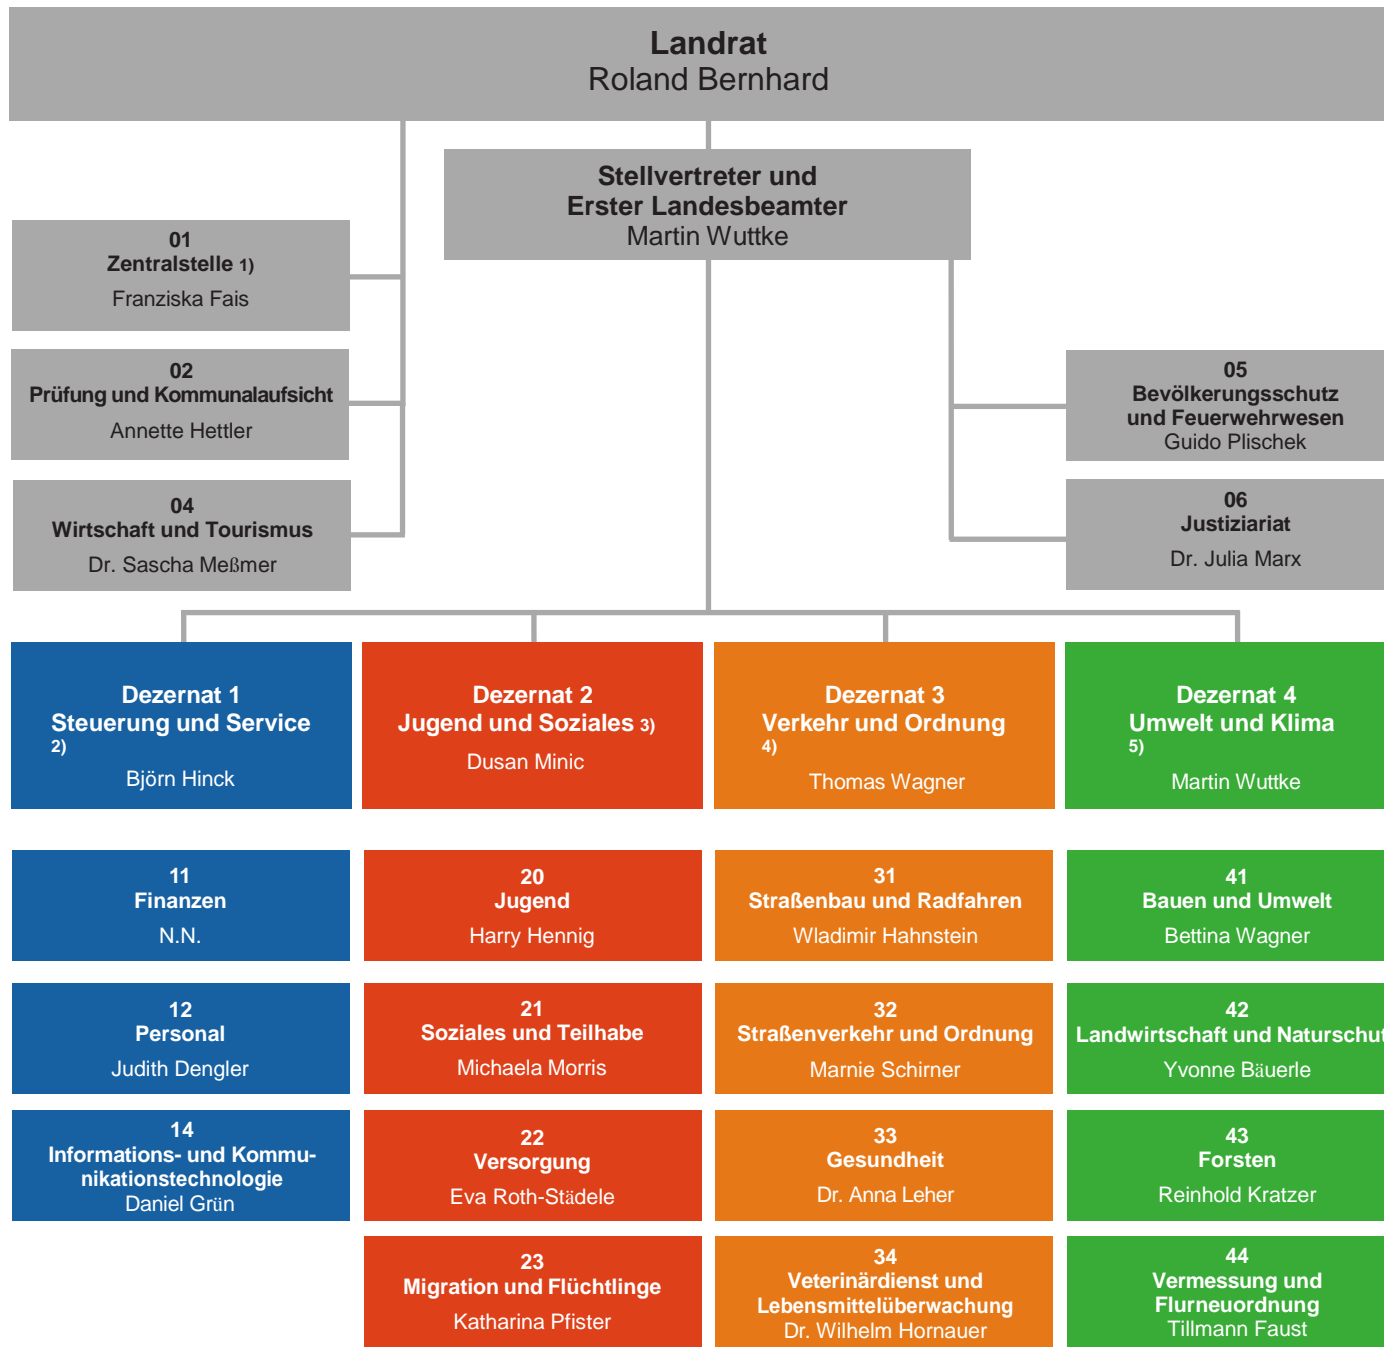 Landrat
Roland Bernhard
Stellvertreter und
Erster Landesbeamter
Martin Wuttke
01
Zentralstelle 1)
Franziska Fais
02
Prüfung und Kommunalaufsicht
Annette Hettler
04
Wirtschaft und Tourismus
Dr. Sascha Meßmer
05
Bevölkerungsschutz
und Feuerwehrwesen
Guido Plischek
06
Justiziariat
Dr. Julia Marx
Dezernat 1
Steuerung und Service
2)
Björn Hinck
Dezernat 2
Jugend und Soziales 3)
Dusan Minic
Dezernat 3
Verkehr und Ordnung
4)
Thomas Wagner
Dezernat 4
Umwelt und Klima
5)
Martin Wuttke
11
Finanzen
N.N.
20
Jugend
Harry Hennig
31
Straßenbau und Radfahren
Wladimir Hahnstein
41
Bauen und Umwelt
Bettina Wagner
12
Personal
Judith Dengler
21
Soziales und Teilhabe
Michaela Morris
32
Straßenverkehr und Ordnung
Marnie Schirner
42
Landwirtschaft und Naturschut
Yvonne Bäuerle
14
Informations- und Kommu-
nikationstechnologie
Daniel Grün
22
Versorgung
Eva Roth-Städele
33
Gesundheit
Dr. Anna Leher
43
Forsten
Reinhold Kratzer
23
Migration und Flüchtlinge
Katharina Pfister
34
Veterinärdienst und
Lebensmittelüberwachung
Dr. Wilhelm Hornauer
44
Vermessung und
Flurneuordnung
Tillmann Faust